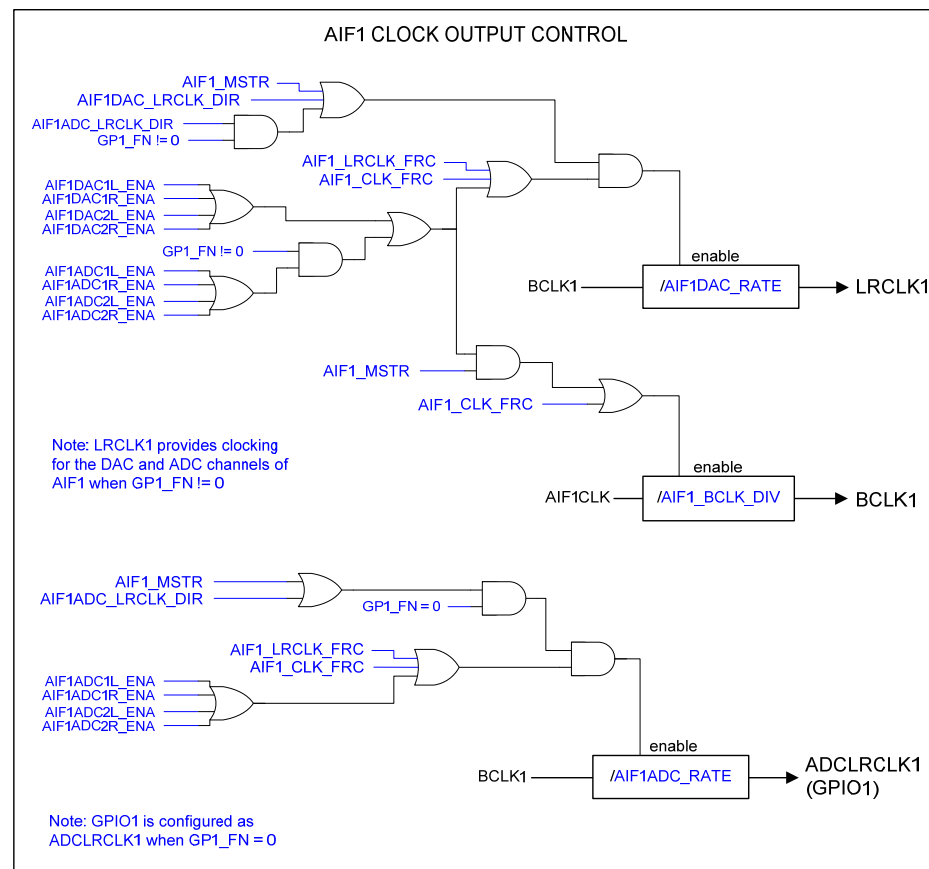 AIF1 CLOCK OUTPUT CONTROL
AIF1_MSTR
AIF1DAC_LRCLK_DIR
AIF1ADC_LRCLK_DIR
GP1_FN != 0
AIF1_LRCLK_FRC
AIF1_CLK_FRC
AIF1DAC1L_ENA
AIF1DAC1R_ENA
AIF1DAC2L_ENA
AIF1DAC2R_ENA
GP1_FN != 0
AIF1ADC1L_ENA
AIF1ADC1R_ENA
AIF1ADC2L_ENA
AIF1ADC2R_ENA
enable
BCLK1
/AIF1DAC_RATE
LRCLK1
AIF1_MSTR
AIF1_CLK_FRC
Note: LRCLK1 provides clocking
for the DAC and ADC channels of
AIF1 when GP1_FN != 0
enable
AIF1CLK
/AIF1_BCLK_DIV
BCLK1
AIF1_MSTR
AIF1ADC_LRCLK_DIR
GP1_FN = 0
AIF1_LRCLK_FRC
AIF1_CLK_FRC
AIF1ADC1L_ENA
AIF1ADC1R_ENA
AIF1ADC2L_ENA
AIF1ADC2R_ENA
enable
BCLK1
/AIF1ADC_RATE
ADCLRCLK1
(GPIO1)
Note: GPIO1 is configured as
ADCLRCLK1 when GP1_FN = 0